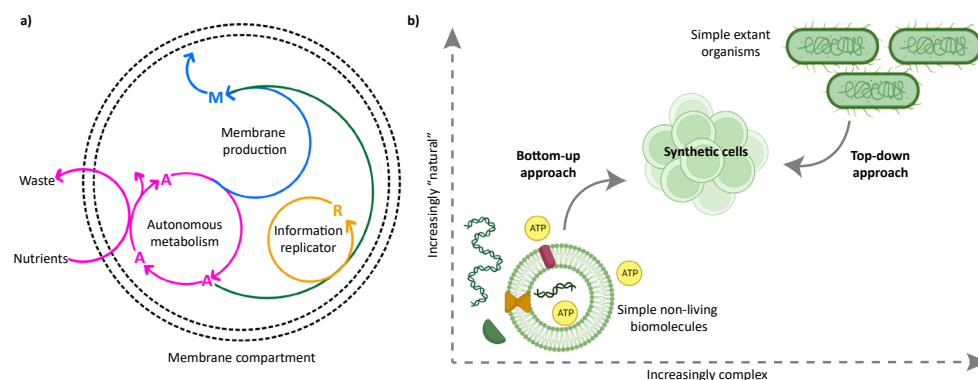 a)
M
Membrane
production
Waste
A
Autonomous
metabolism
R
Information
replicator
Nutrients
A
A
Membrane compartment
b)
Increasingly "natural"
Simple extant
organisms
Synthetic cells
Bottom-up
approach
Top-down
approach
ATP
ATP
ATP
Simple non-living
biomolecules
Increasingly complex